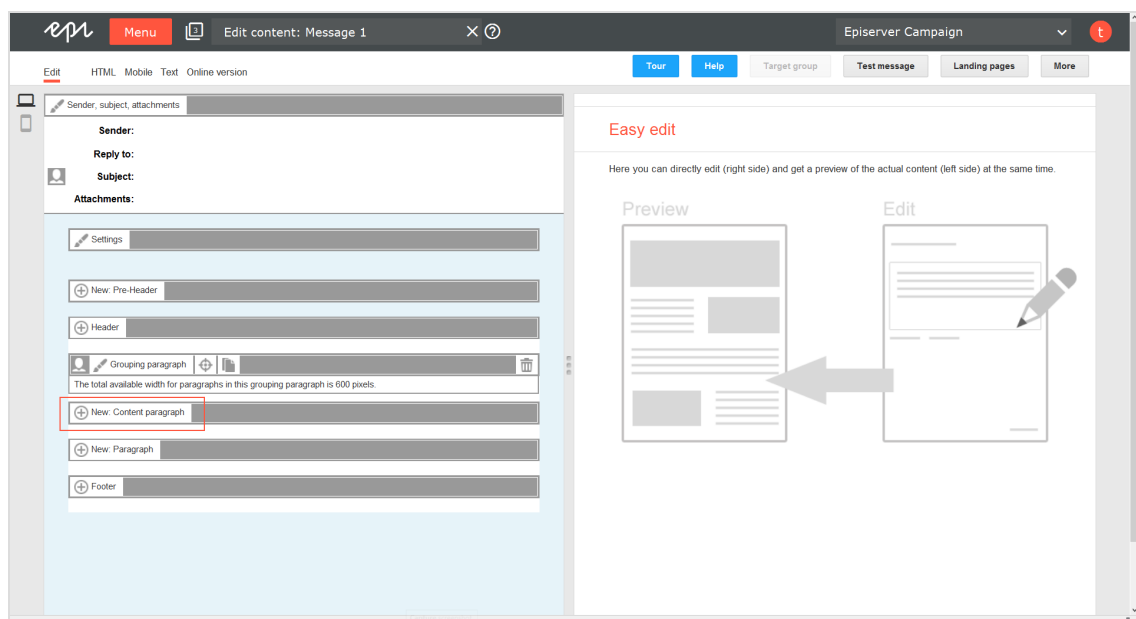 epi Menu 3 Edit content: Message 1 Episerver Campaign t
Edit HTML Mobile Text Online version Tour Help Target group Test message Landing pages More
Sender, subject, attachments
Sender:
Reply to:
Subject:
Attachments:
Settings
New: Pre-Header
Header
Grouping paragraph
The total available width for paragraphs in this grouping paragraph is 600 pixels.
New: Content paragraph
New: Paragraph
Footer
Easy edit
Here you can directly edit (right side) and get a preview of the actual content (left side) at the same time.
Preview Edit